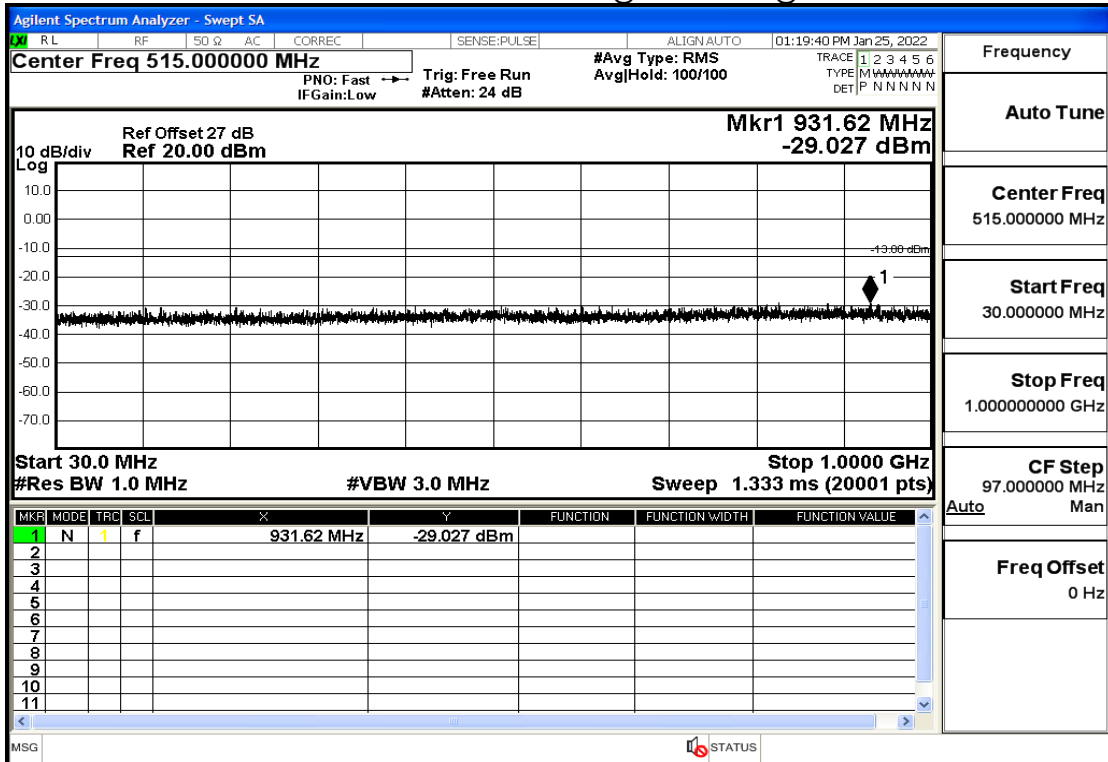 Agilent Spectrum Analyzer - Swept SA
LXI RL RF 50 Ω AC CORREC SENSE:PULSE ALIGN AUTO 01:19:40 PM Jan 25, 2022
Center Freq 515.000000 MHz
PNO: Fast
IFGain:Low
Trig: Free Run
#Atten: 24 dB
#Avg Type: RMS
Avg|Hold: 100/100
TRACE 1 2 3 4 5 6
TYPE M
DET P N N N N N
Mkr1 931.62 MHz
-29.027 dBm
Ref Offset 27 dB
10 dB/div Ref 20.00 dBm
Log
10.0
0.00
-10.0
-13.00 dBm
-20.0
1
-30.0
-40.0
-50.0
-60.0
-70.0
Start 30.0 MHz Stop 1.0000 GHz
#Res BW 1.0 MHz #VBW 3.0 MHz Sweep 1.333 ms (20001 pts)
MKR MODE TRC SCL X Y FUNCTION FUNCTION WIDTH FUNCTION VALUE
1 N 1 f 931.62 MHz -29.027 dBm
2
3
4
5
6
7
8
9
10
11
MSG STATUS
Frequency
Auto Tune
Center Freq
515.000000 MHz
Start Freq
30.000000 MHz
Stop Freq
1.000000000 GHz
CF Step
97.000000 MHz
Auto Man
Freq Offset
0 Hz